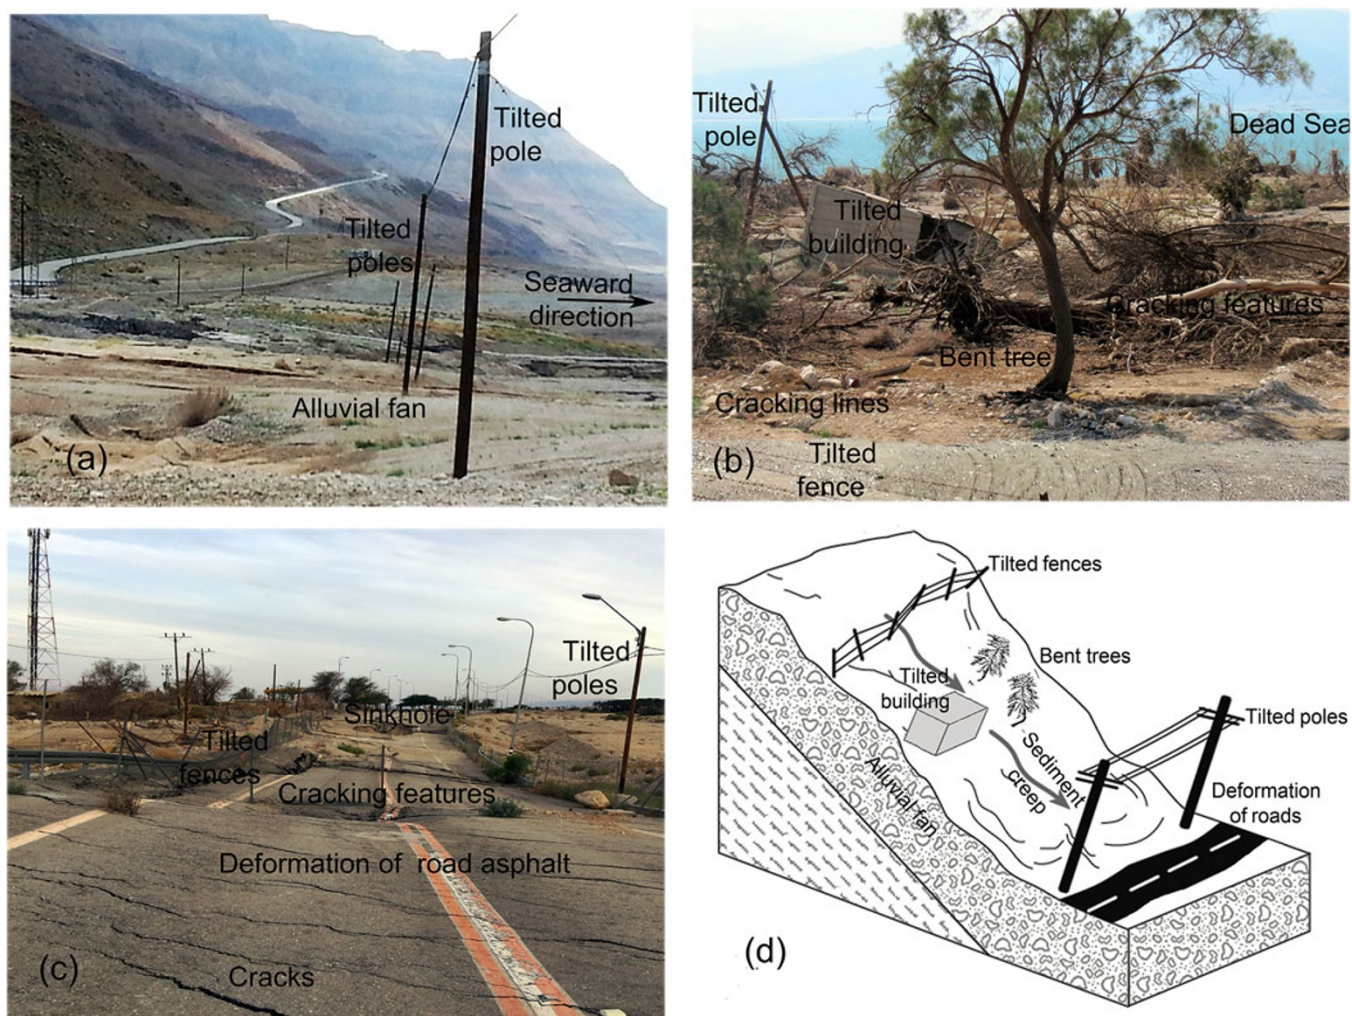 Tilted
pole
Tilted
poles
Seaward
direction
Alluvial fan
(a)
Tilted
pole
Dead Sea
Tilted
building
Cracking features
Bent tree
Cracking lines
Tilted
fence
(b)
Tilted
poles
Sinkhole
Tilted
fences
Cracking features
Deformation of road asphalt
Cracks
(c)
Tilted fences
Bent trees
Tilted
building
Tilted poles
Sediment
creep
Alluvial fan
Deformation
of roads
(d)